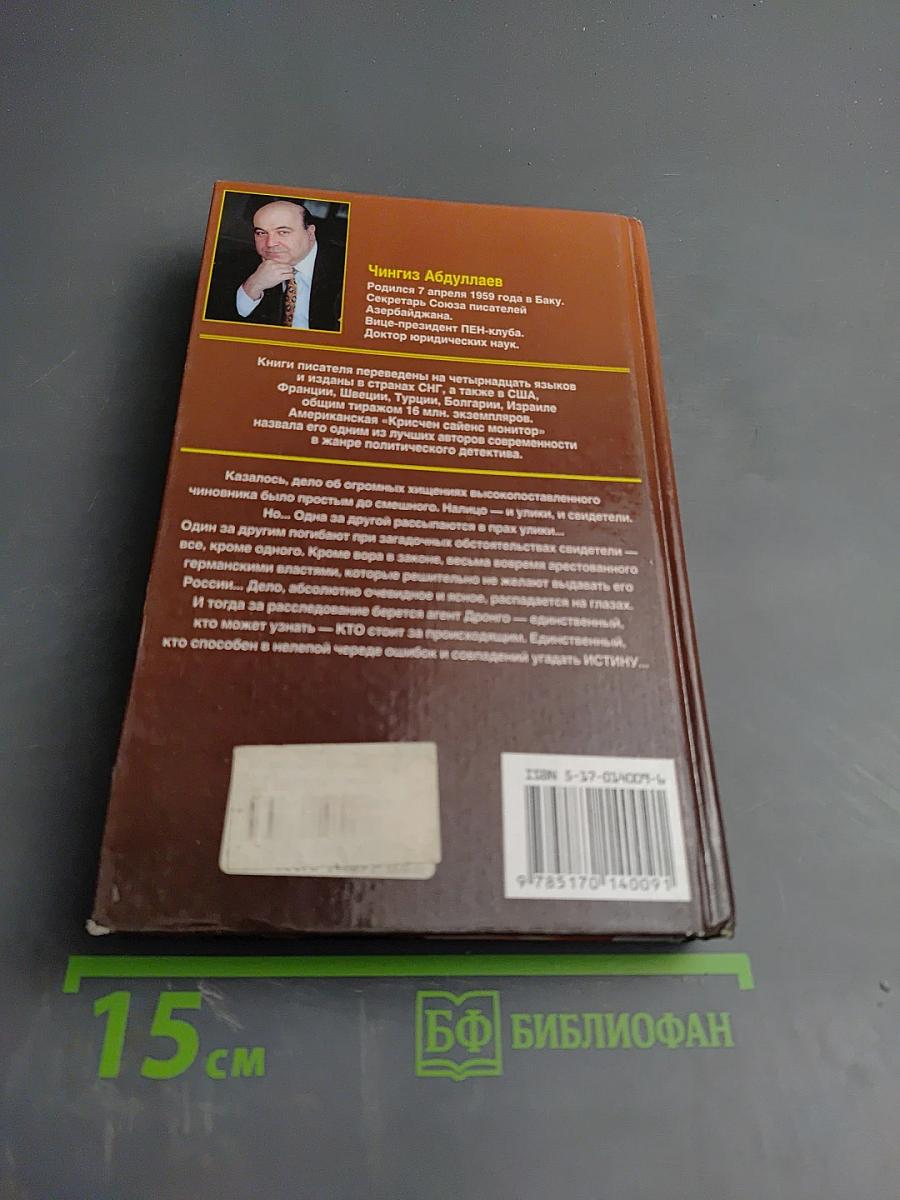 Чингиз Абдуллаев
Родился 7 апреля 1959 года в Баку.
Секретарь Союза писателей
Азербайджана.
Вице-президент ПЕН-клуба.
Доктор юридических наук.
Книги писателя переведены на четырнадцать языков
и изданы в странах СНГ, а также в США,
Франции, Швеции, Турции, Болгарии, Израиле
общим тиражом 16 млн. экземпляров.
Американская «Крисчен сайенс монитор»
назвала его одним из лучших авторов современности
в жанре политического детектива.
Казалось, дело об огромных хищениях высокопоставленного
чиновника было простым до смешного. Налицо — и улики, и свидетели.
Но... Одна за другой рассыпаются в прах улики...
Один за другим погибают при загадочных обстоятельствах свидетели —
все, кроме одного. Кроме вора в законе, весьма вовремя арестованного
германскими властями, которые решительно не желают выдавать его
России... Дело, абсолютно очевидное и ясное, распадается на глазах.
И тогда за расследование берется агент Дронго — единственный,
кто может узнать — КТО стоит за происходящим. Единственный,
кто способен в нелепой череде ошибок и совпадений угадать ИСТИНУ...
ISBN 5-17-014009-6
9 785170 140091
15 см
БФ БИБЛИОФАН